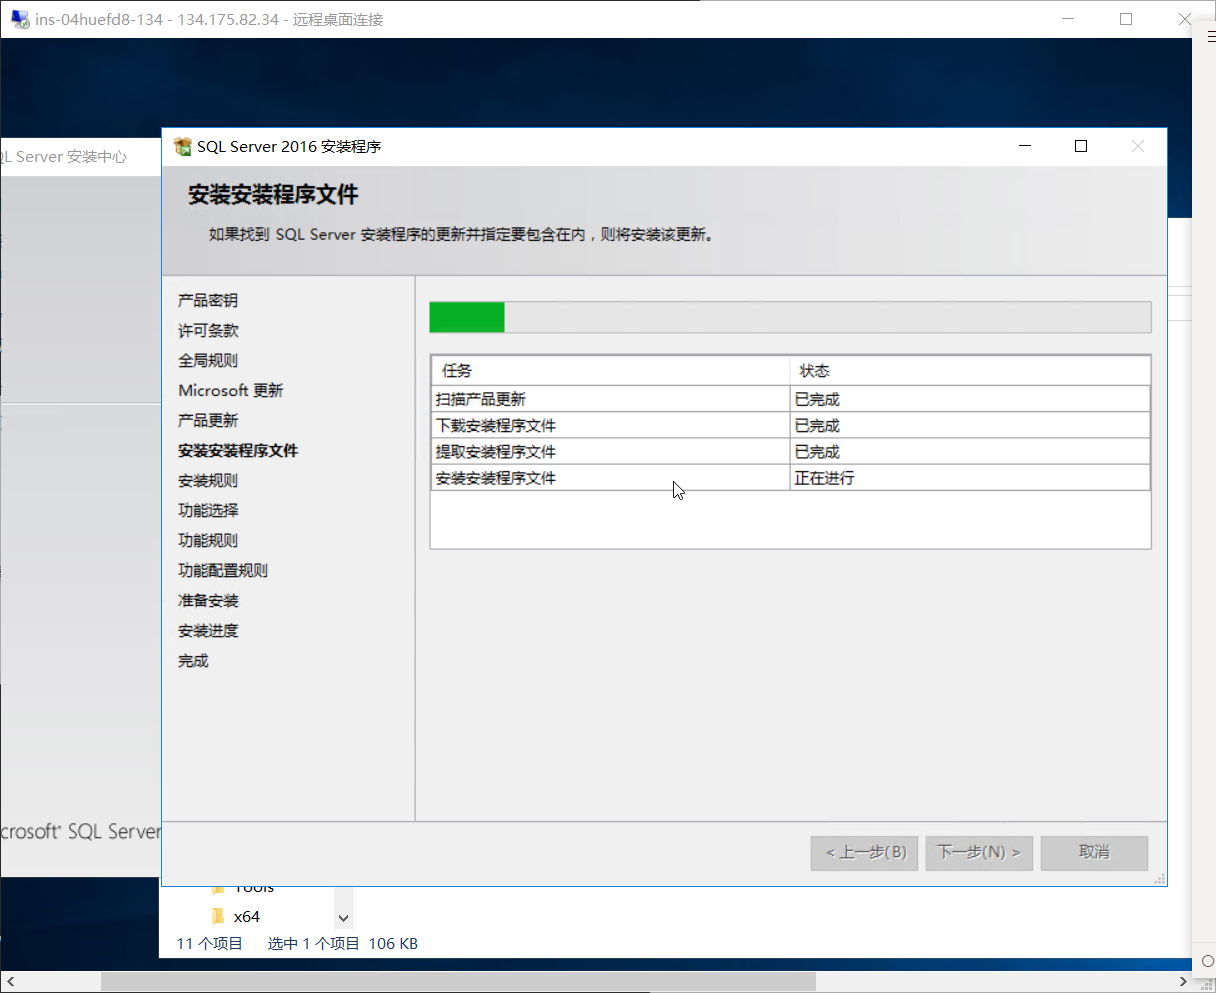 ins-04huefd8-134 - 134.175.82.34 - 远程桌面连接
QL Server 安装中心
SQL Server 2016 安装程序
安装安装程序文件
如果找到 SQL Server 安装程序的更新并指定要包含在内，则将安装该更新。
产品密钥
许可条款
全局规则
Microsoft 更新
产品更新
安装安装程序文件
安装规则
功能选择
功能规则
功能配置规则
准备安装
安装进度
完成
任务 状态
扫描产品更新 已完成
下载安装程序文件 已完成
提取安装程序文件 已完成
安装安装程序文件 正在进行
crosoft® SQL Server
< 上一步(B) 下一步(N) > 取消
Tools
x64
11 个项目 选中 1 个项目 106 KB